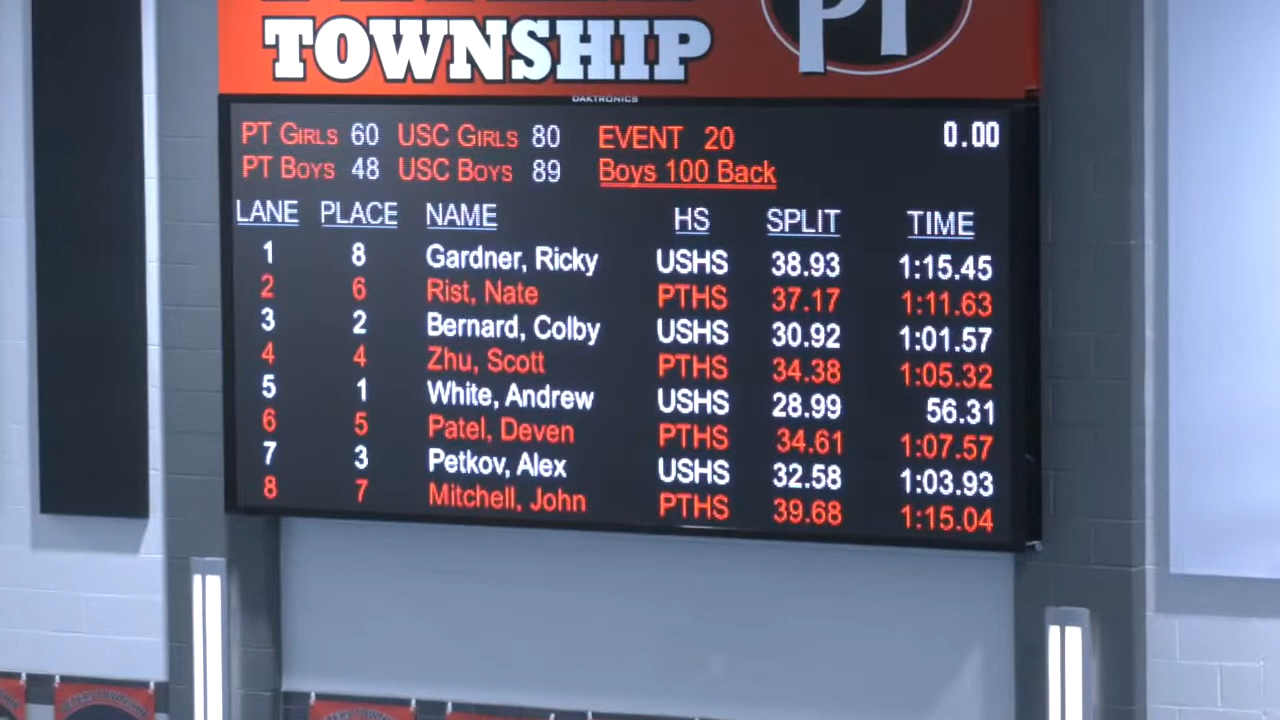 TOWNSHIP
PT
DAKTRONICS
PT GIRLS 60 USC GIRLS 80 EVENT 20 0.00
PT BOYS 48 USC BOYS 89 Boys 100 Back
LANE PLACE NAME HS SPLIT TIME
1 8 Gardner, Ricky USHS 38.93 1:15.45
2 6 Rist, Nate PTHS 37.17 1:11.63
3 2 Bernard, Colby USHS 30.92 1:01.57
4 4 Zhu, Scott PTHS 34.38 1:05.32
5 1 White, Andrew USHS 28.99 56.31
6 5 Patel, Deven PTHS 34.61 1:07.57
7 3 Petkov, Alex USHS 32.58 1:03.93
8 7 Mitchell, John PTHS 39.68 1:15.04